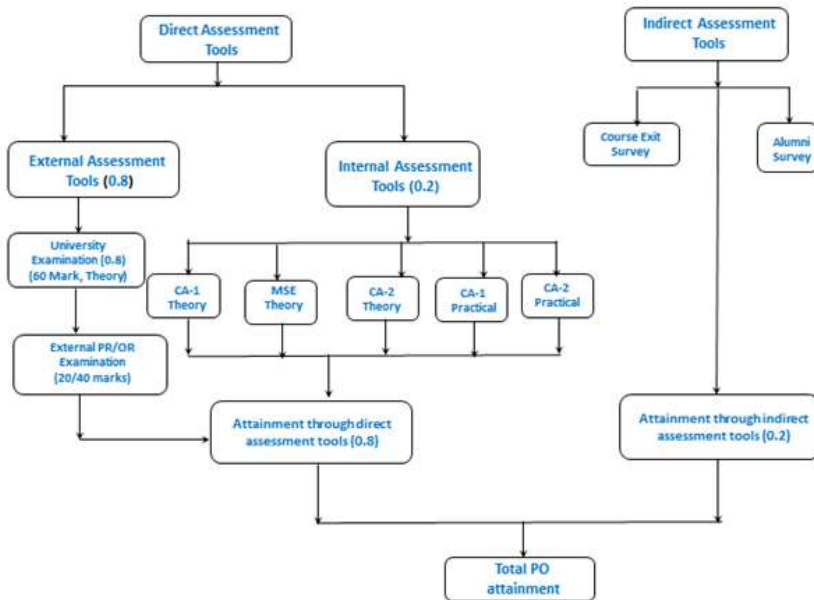 Direct Assessment
Tools
Indirect Assessment
Tools
Course Exit
Survey
Alumni
Survey
External Assessment
Tools (0.8)
Internal Assessment
Tools (0.2)
University
Examination (0.8)
(60 Mark, Theory)
CA-1
Theory
MSE
Theory
CA-2
Theory
CA-1
Practical
CA-2
Practical
External PR/OR
Examination
(20/40 marks)
Attainment through direct
assessment tools (0.8)
Attainment through indirect
assessment tools (0.2)
Total PO
attainment